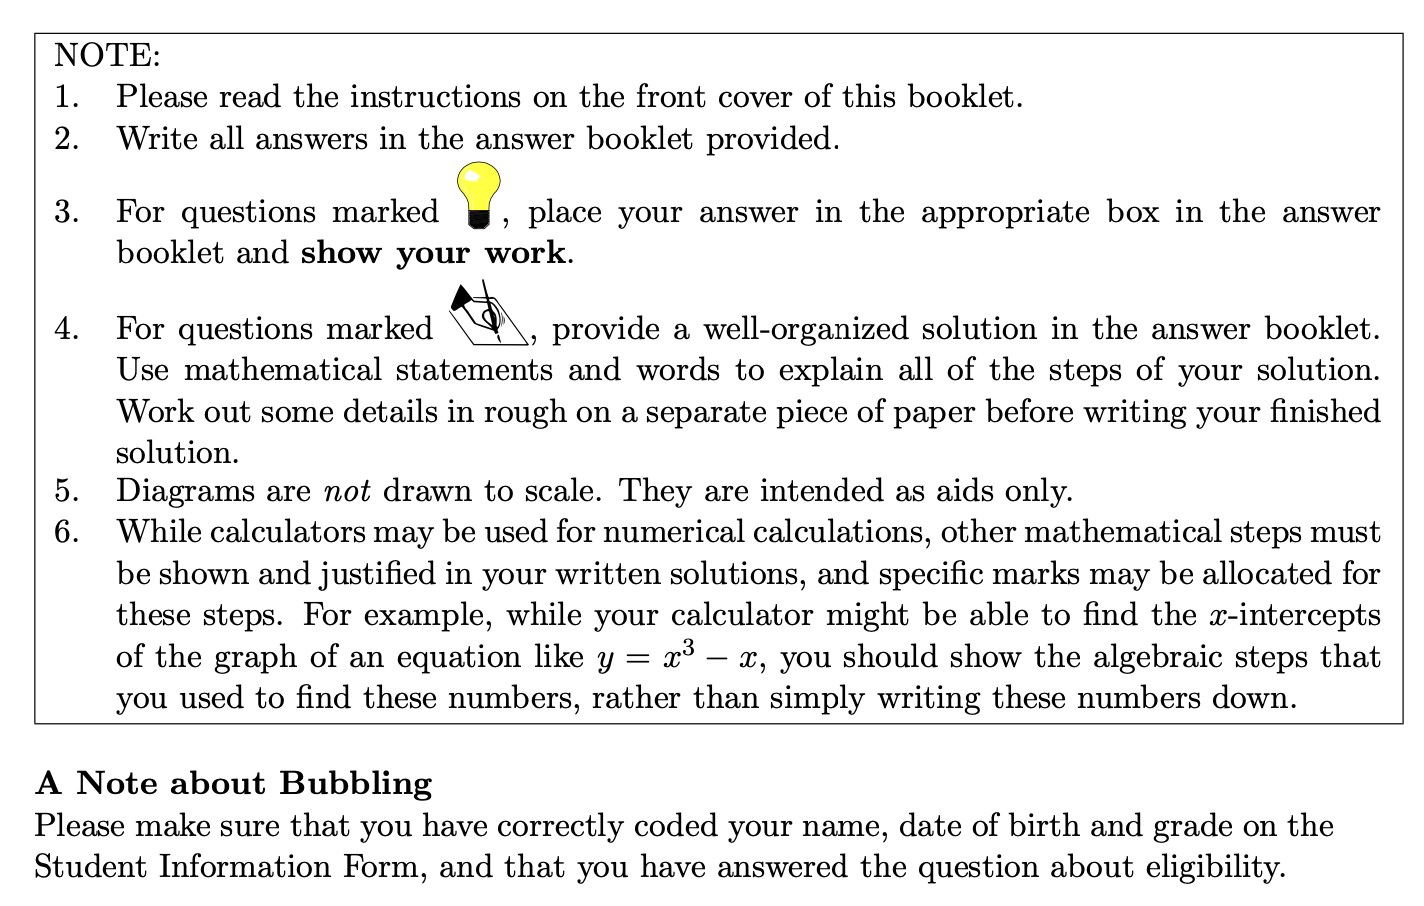 NOTE:
1. Please read the instructions on the front cover of this booklet.
2. Write all answers in the answer booklet provided.
3. For questions marked , place your answer in the appropriate box in the answer
booklet and show your work.
4. For questions marked , provide a well-organized solution in the answer booklet.
Use mathematical statements and words to explain all of the steps of your solution.
Work out some details in rough on a separate piece of paper before writing your finished
solution.
5. Diagrams are not drawn to scale. They are intended as aids only.
6. While calculators may be used for numerical calculations, other mathematical steps must
be shown and justified in your written solutions, and specific marks may be allocated for
these steps. For example, while your calculator might be able to find the x-intercepts
of the graph of an equation like y = x³ − x, you should show the algebraic steps that
you used to find these numbers, rather than simply writing these numbers down.
A Note about Bubbling
Please make sure that you have correctly coded your name, date of birth and grade on the
Student Information Form, and that you have answered the question about eligibility.